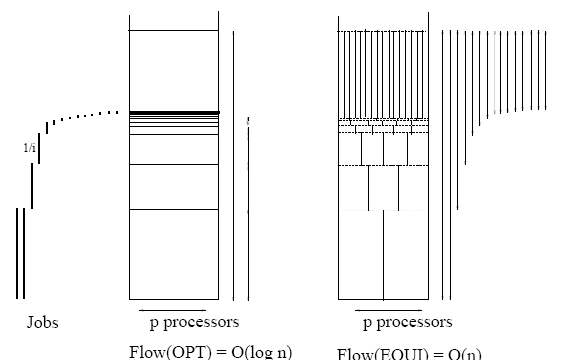 1/i
Jobs
p processors
p processors
Flow(OPT) = O(log n)
Flow(EQUI) = O(n)